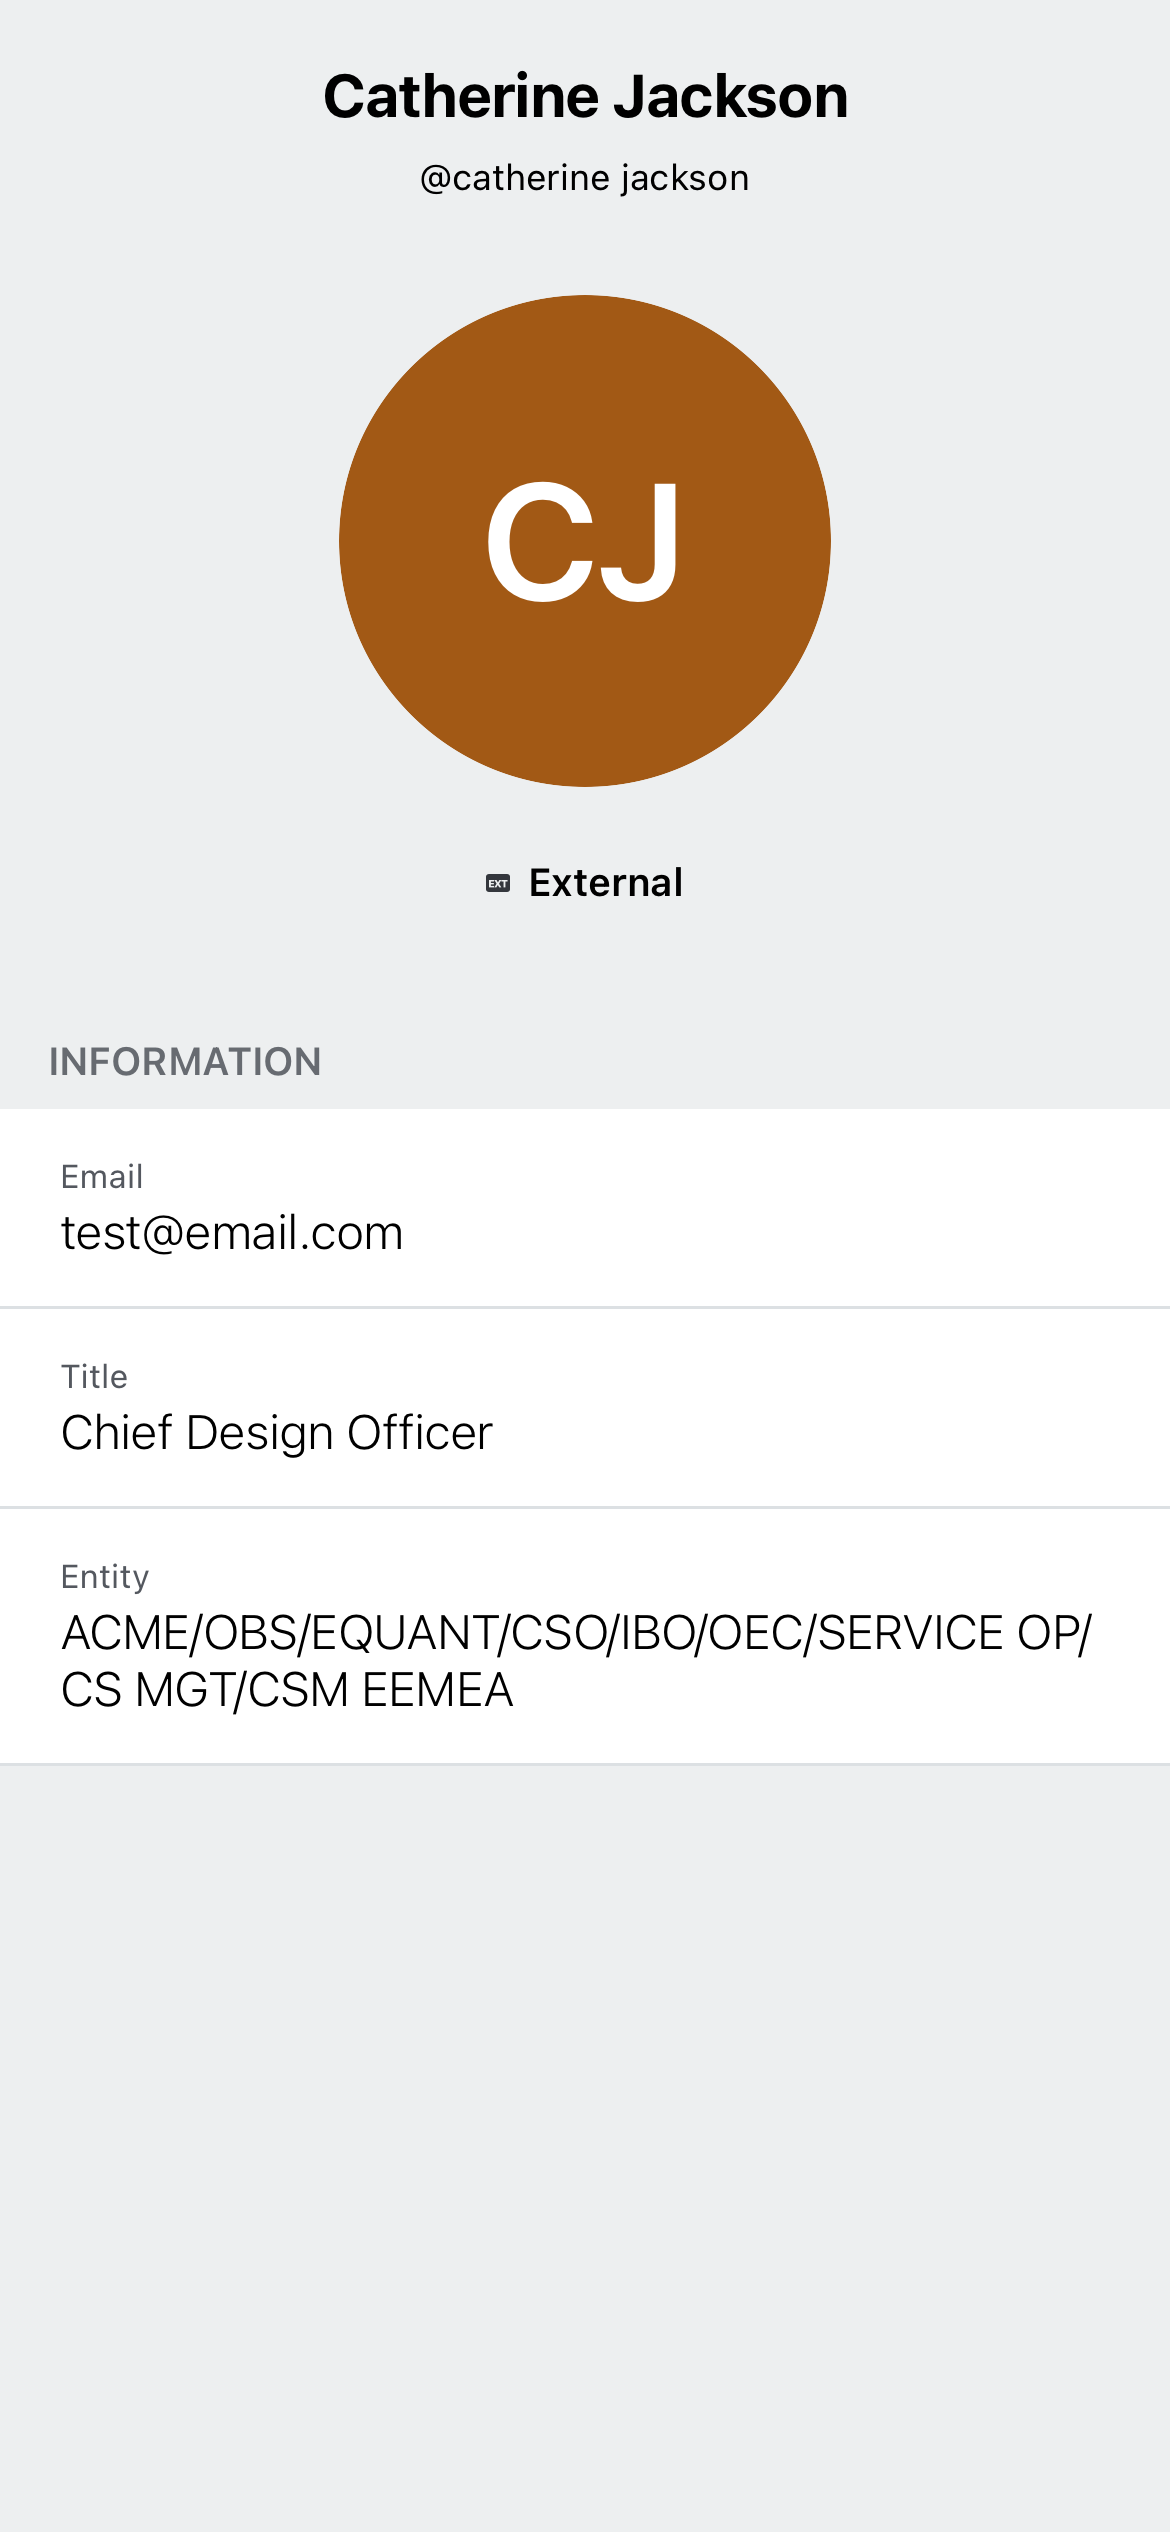 Catherine Jackson
@catherine jackson
CJ
EXT External
INFORMATION
Email
test@email.com
Title
Chief Design Officer
Entity
ACME/OBS/EQUANT/CSO/IBO/OEC/SERVICE OP/
CS MGT/CSM EEMEA